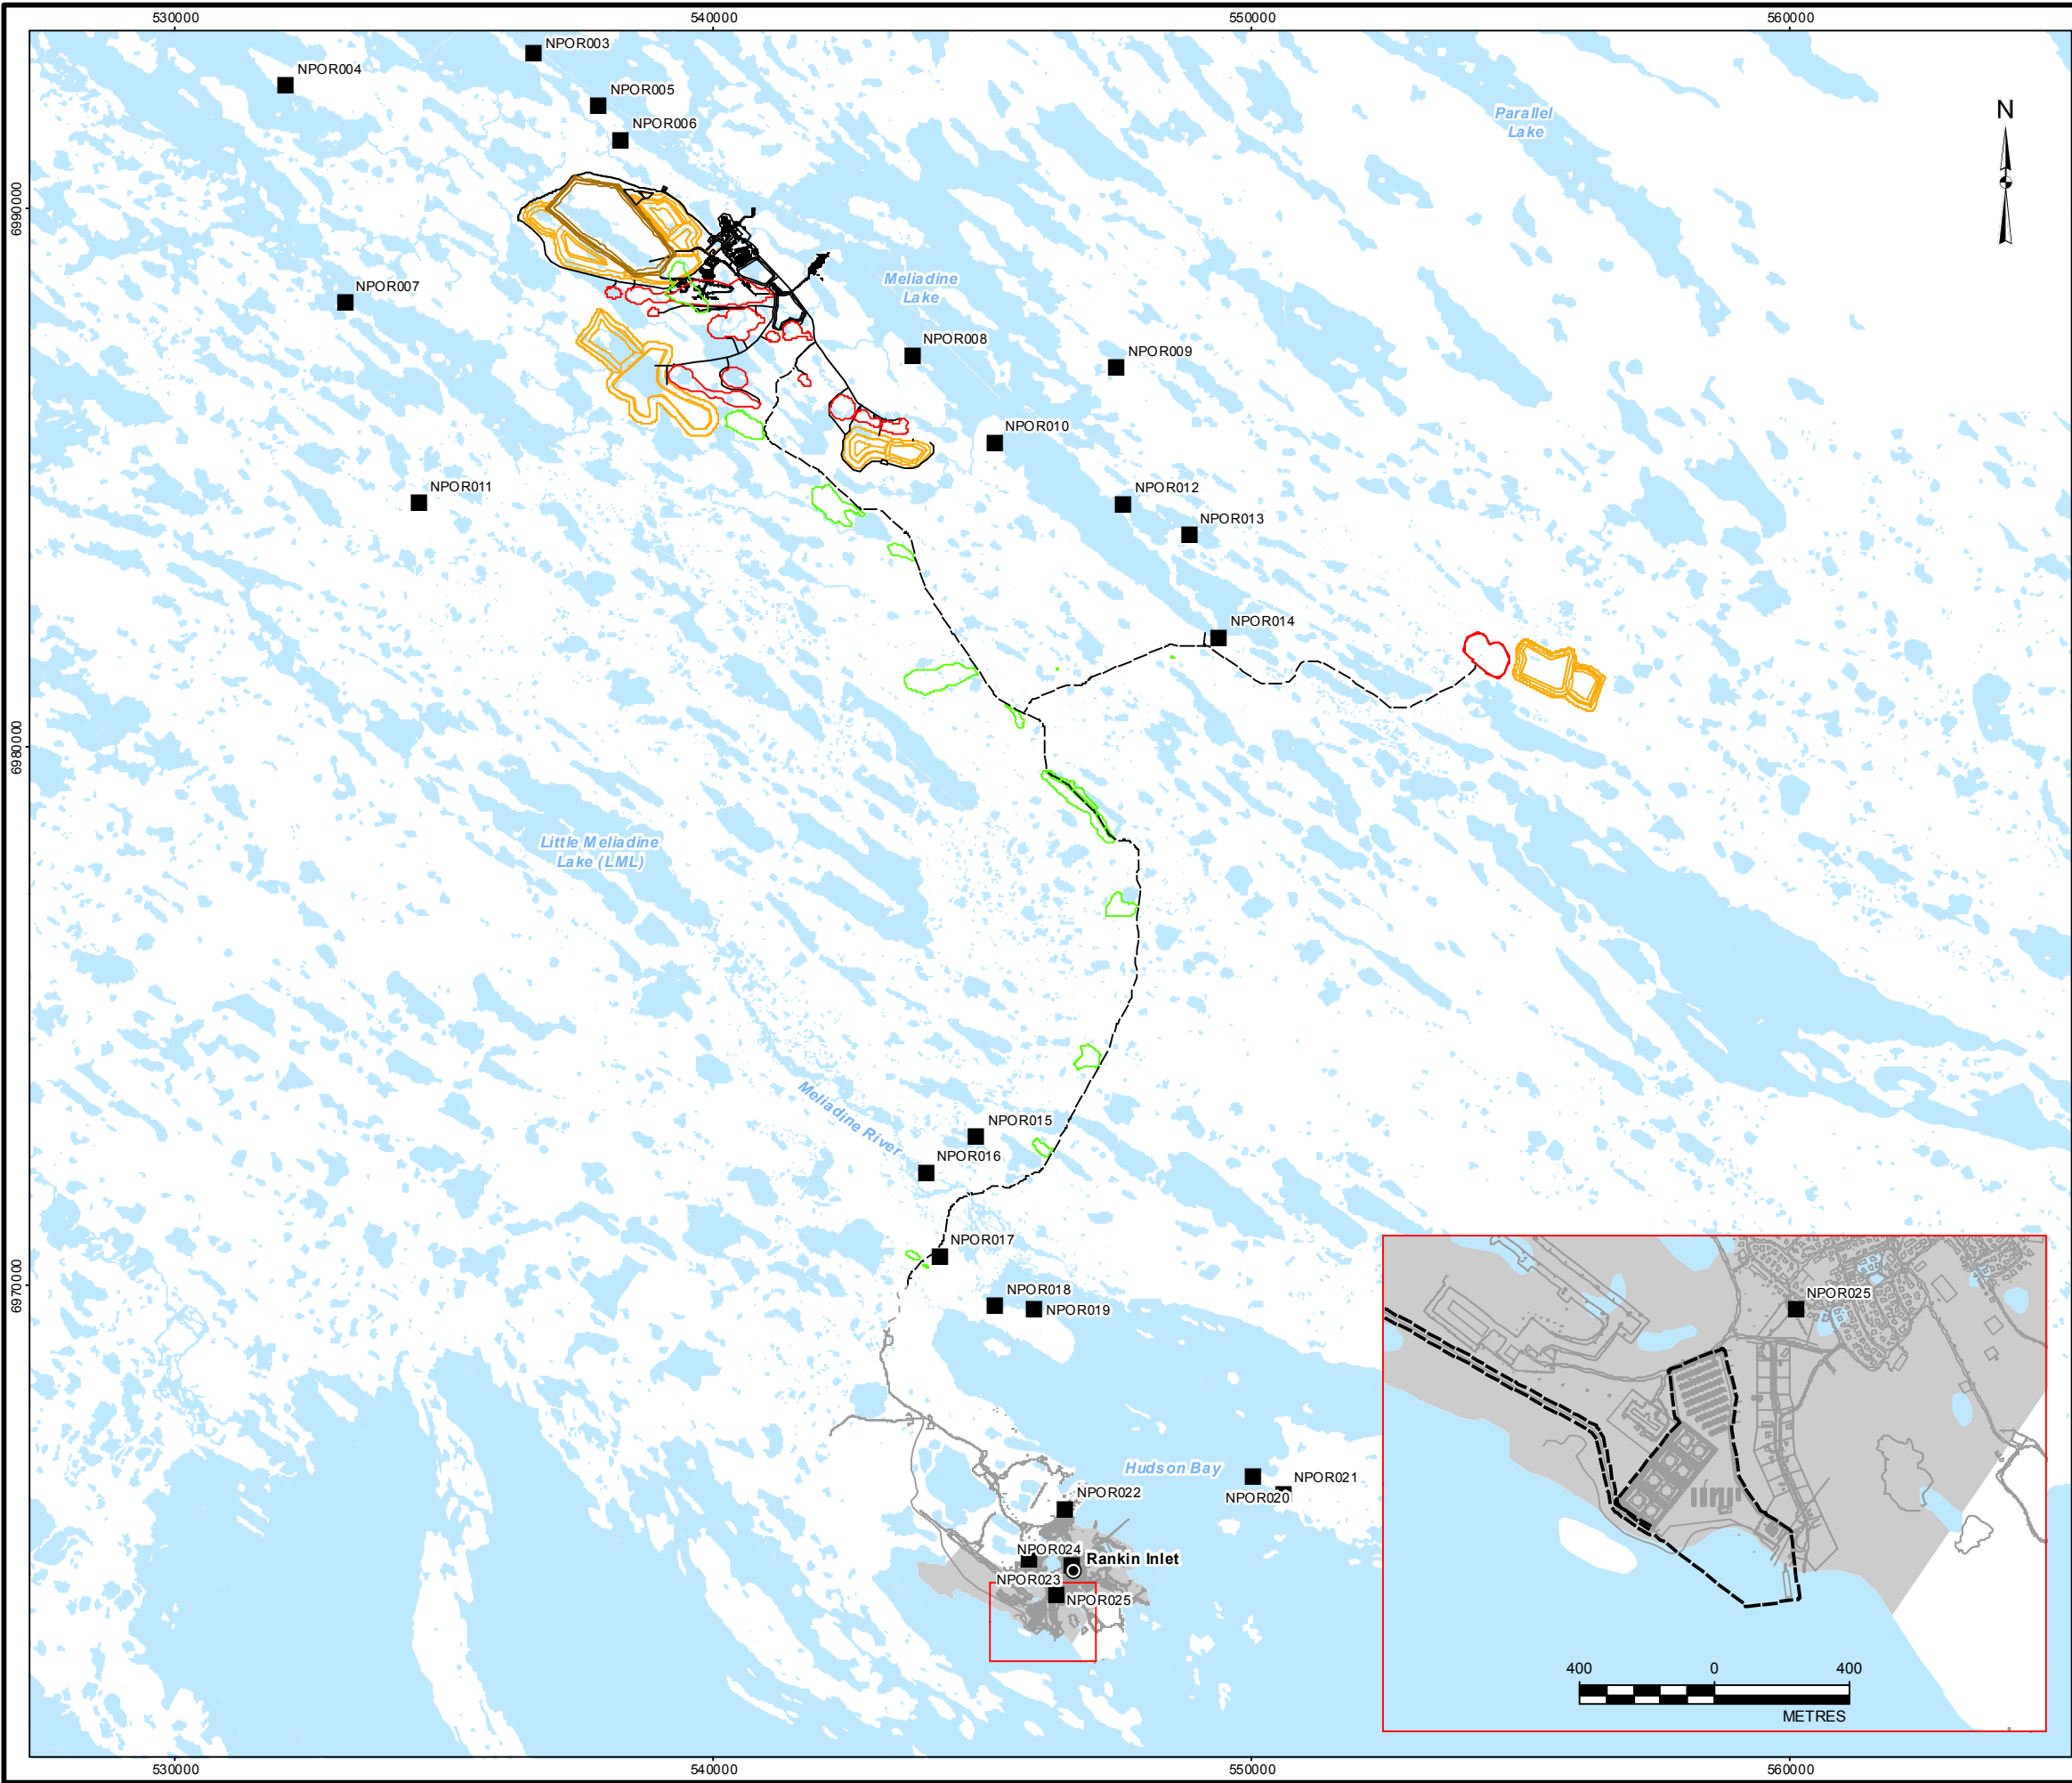 530000
540000
550000
560000
NPOR003
NPOR004
NPOR005
NPOR006
Parallel
Lake
N
6990000
Meliadine
Lake
NPOR007
NPOR008
NPOR009
NPOR010
NPOR011
NPOR012
NPOR013
NPOR014
6980000
Little Meliadine
Lake (LML)
Meliadine River
NPOR015
NPOR016
NPOR017
6970000
NPOR018
NPOR019
NPOR025
Hudson Bay
NPOR021
NPOR020
NPOR022
NPOR024
Rankin Inlet
NPOR023
NPOR025
400
0
400
METRES
530000
540000
550000
560000